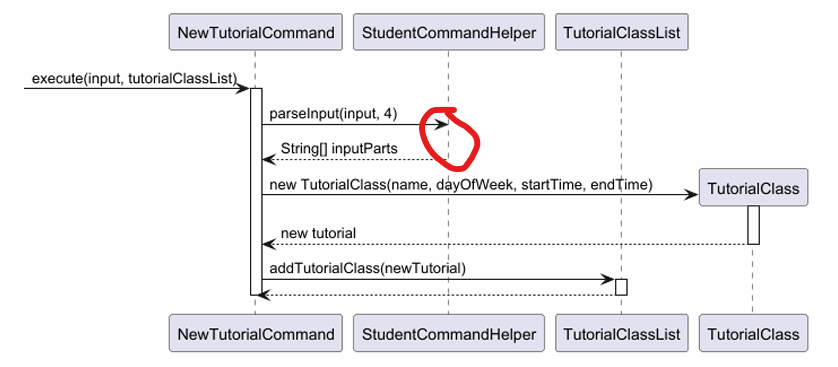 NewTutorialCommand StudentCommandHelper TutorialClassList
execute(input, tutorialClassList)
parseInput(input, 4)
String[] inputParts
new TutorialClass(name, dayOfWeek, startTime, endTime) TutorialClass
new tutorial
addTutorialClass(newTutorial)
NewTutorialCommand StudentCommandHelper TutorialClassList TutorialClass